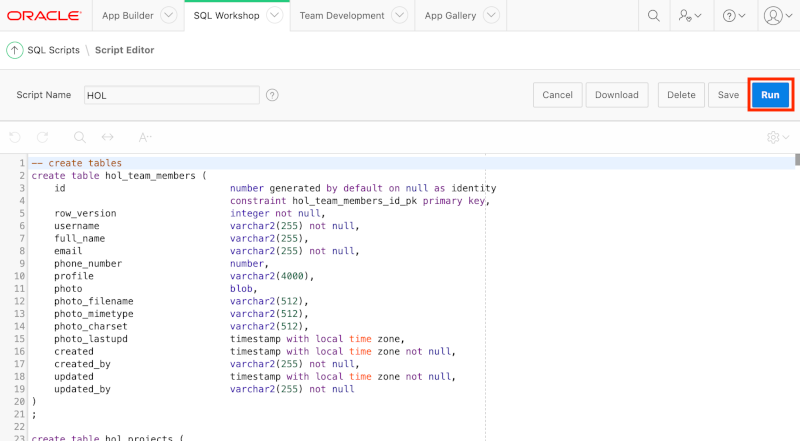 ORACLE
App Builder
SQL Workshop
Team Development
App Gallery
SQL Scripts \ Script Editor
Script Name HOL ?
Cancel Download Delete Save Run
A··
1 -- create tables
2 create table hol_team_members (
3 id number generated by default on null as identity
4 constraint hol_team_members_id_pk primary key,
5 row_version integer not null,
6 username varchar2(255) not null,
7 full_name varchar2(255),
8 email varchar2(255) not null,
9 phone_number number,
10 profile varchar2(4000),
11 photo blob,
12 photo_filename varchar2(512),
13 photo_mimetype varchar2(512),
14 photo_charset varchar2(512),
15 photo_lastupd timestamp with local time zone,
16 created timestamp with local time zone not null,
17 created_by varchar2(255) not null,
18 updated timestamp with local time zone not null,
19 updated_by varchar2(255) not null
20 )
21 ;
22
23 create table hol_projects (